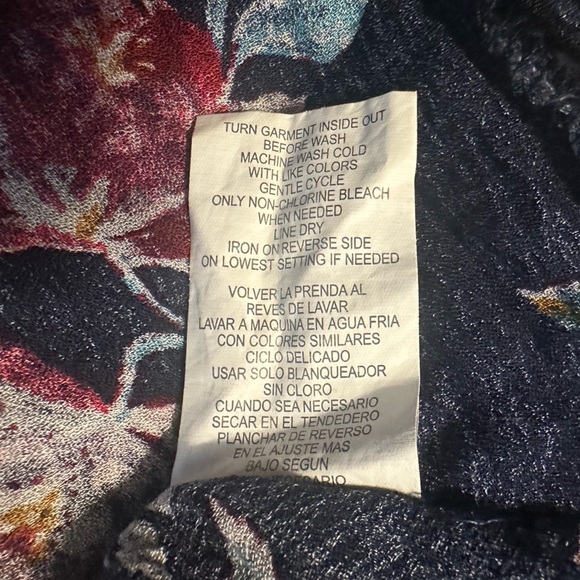 TURN GARMENT INSIDE OUT
BEFORE WASH
MACHINE WASH COLD
WITH LIKE COLORS
GENTLE CYCLE
ONLY NON-CHLORINE BLEACH
WHEN NEEDED
LINE DRY
IRON ON REVERSE SIDE
ON LOWEST SETTING IF NEEDED
VOLVER LA PRENDA AL
REVES DE LAVAR
LAVAR A MAQUINA EN AGUA FRIA
CON COLORES SIMILARES
CICLO DELICADO
USAR SOLO BLANQUEADOR
SIN CLORO
CUANDO SEA NECESARIO
SECAR EN EL TENDEDERO
PLANCHAR DE REVERSO
EN EL AJUSTE MAS
BAJO SEGUN